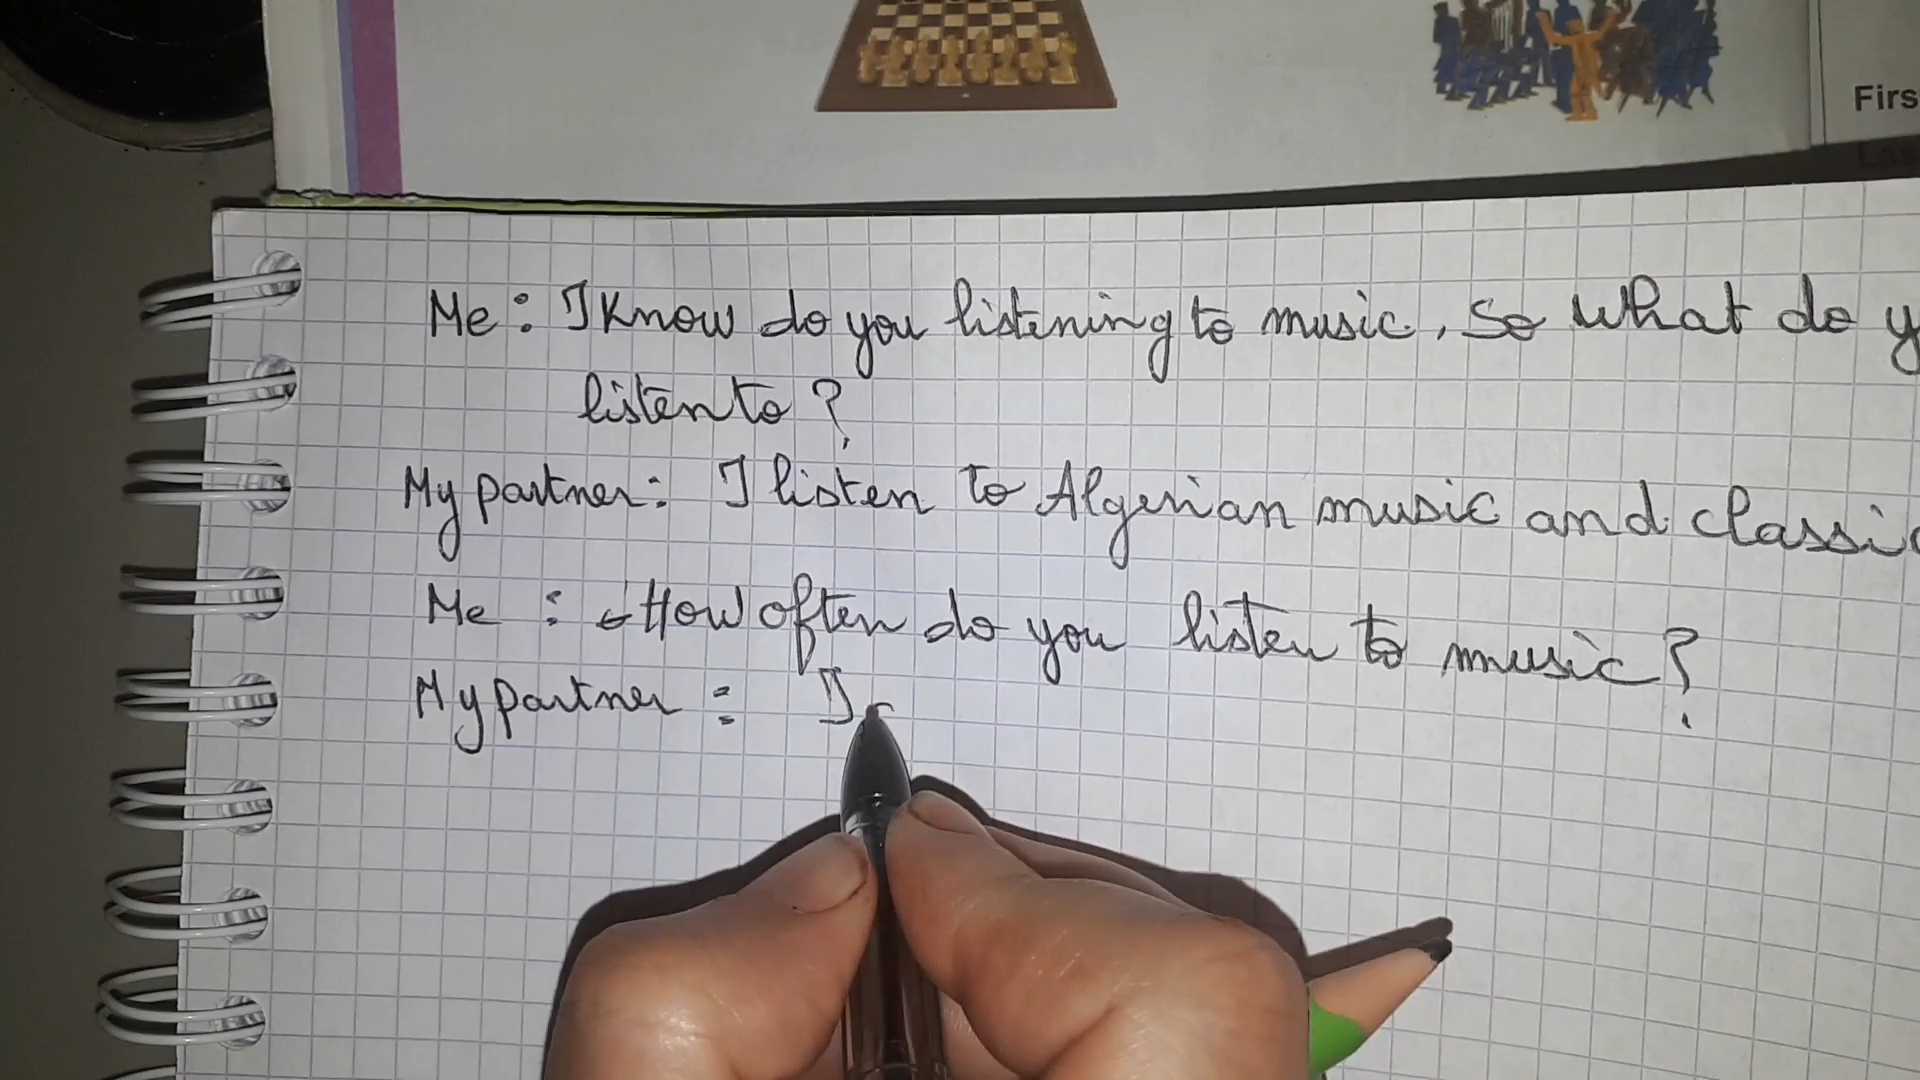 Firs
Me: I Know do you listening to music, So what do y
listen to ?
My partner: I listen to Algerian music and classic
Me : How often do you listen to music ?
My partner : I